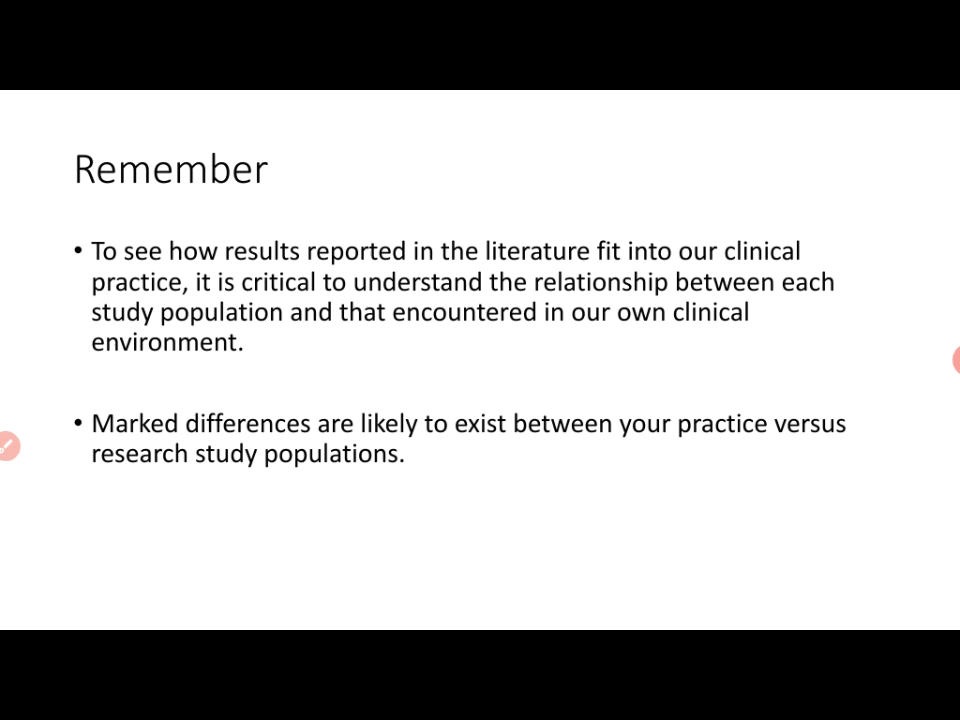 Remember
• To see how results reported in the literature fit into our clinical
practice, it is critical to understand the relationship between each
study population and that encountered in our own clinical
environment.
• Marked differences are likely to exist between your practice versus
research study populations.